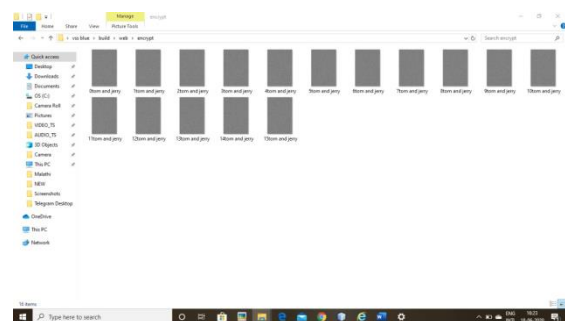 Manage encrypt
File Home Share View Picture Tools
vss blue › build › web › encrypt
Search encrypt
Quick access
Desktop
Downloads
Documents
OS (C:)
Camera Roll
Pictures
VIDEO_TS
AUDIO_TS
3D Objects
Camera
This PC
Malathi
NEW
Screenshots
Telegram Desktop
OneDrive
This PC
Network
0tom and jerry 1tom and jerry 2tom and jerry 3tom and jerry 4tom and jerry 5tom and jerry 6tom and jerry 7tom and jerry 8tom and jerry 9tom and jerry 10tom and jerry
11tom and jerry 12tom and jerry 13tom and jerry 14tom and jerry 15tom and jerry
16 items
Type here to search
ENG 19:23